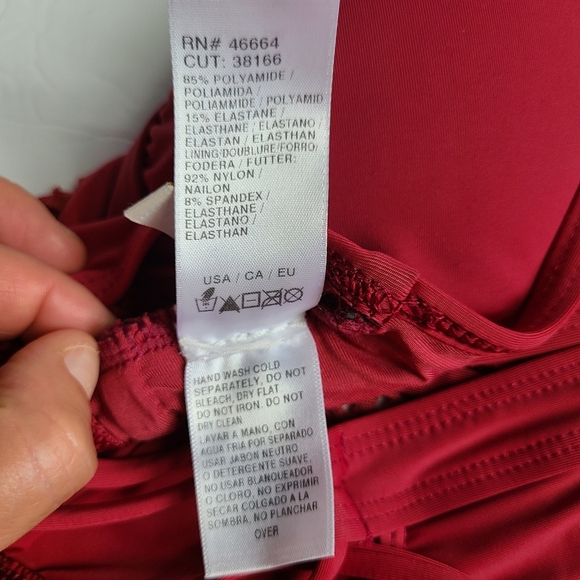 RN# 46664
CUT: 38166
85% POLYAMIDE /
POLIAMIDA /
POLIAMMIDE / POLYAMID
15% ELASTANE /
ELASTHANE / ELASTANO /
ELASTAN / ELASTHAN
LINING/DOUBLURE/FORRO/
FODERA / FUTTER:
92% NYLON /
NAILON
8% SPANDEX /
ELASTHANE /
ELASTANO /
ELASTHAN
USA / CA / EU
HAND WASH COLD
SEPARATELY, DO NOT
BLEACH, DRY FLAT
DO NOT IRON. DO NOT
DRY CLEAN
LAVAR A MANO, CON
AGUA FRIA POR SEPARADO
USAR JABON NEUTRO
O DETERGENTE SUAVE.
NO USAR BLANQUEADOR
O CLORO, NO EXPRIMIR
SECAR COLGADO A LA
SOMBRA, NO PLANCHAR
OVER